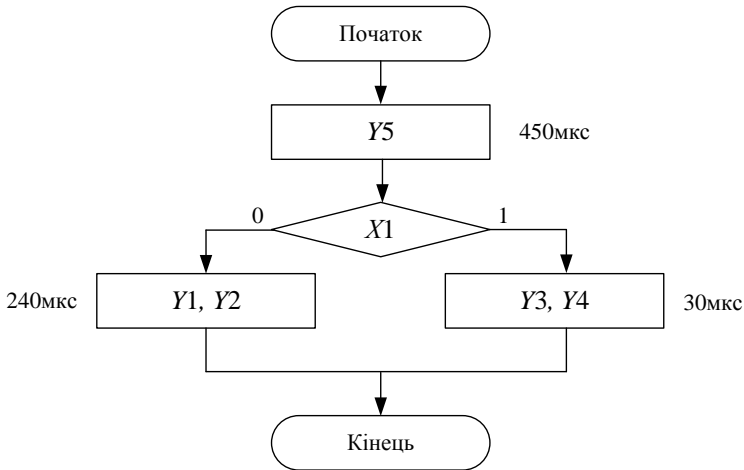 Початок
Y5
450мкс
0
X1
1
240мкс
Y1, Y2
Y3, Y4
30мкс
Кінець